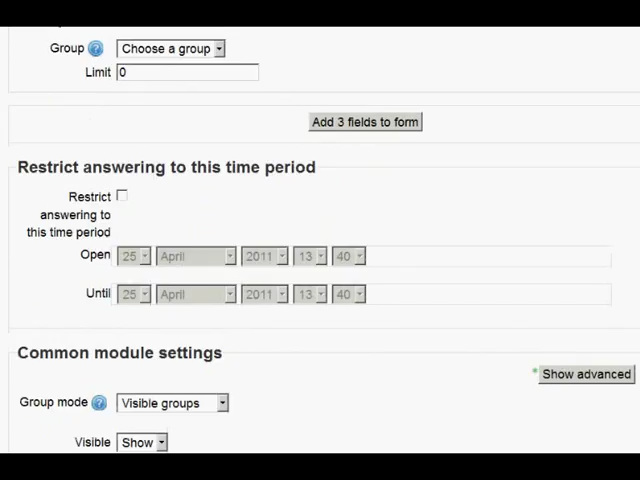 Group Choose a group
Limit 0
Add 3 fields to form
Restrict answering to this time period
Restrict
answering to
this time period
Open 25 April 2011 13 40
Until 25 April 2011 13 40
Common module settings
* Show advanced
Group mode Visible groups
Visible Show